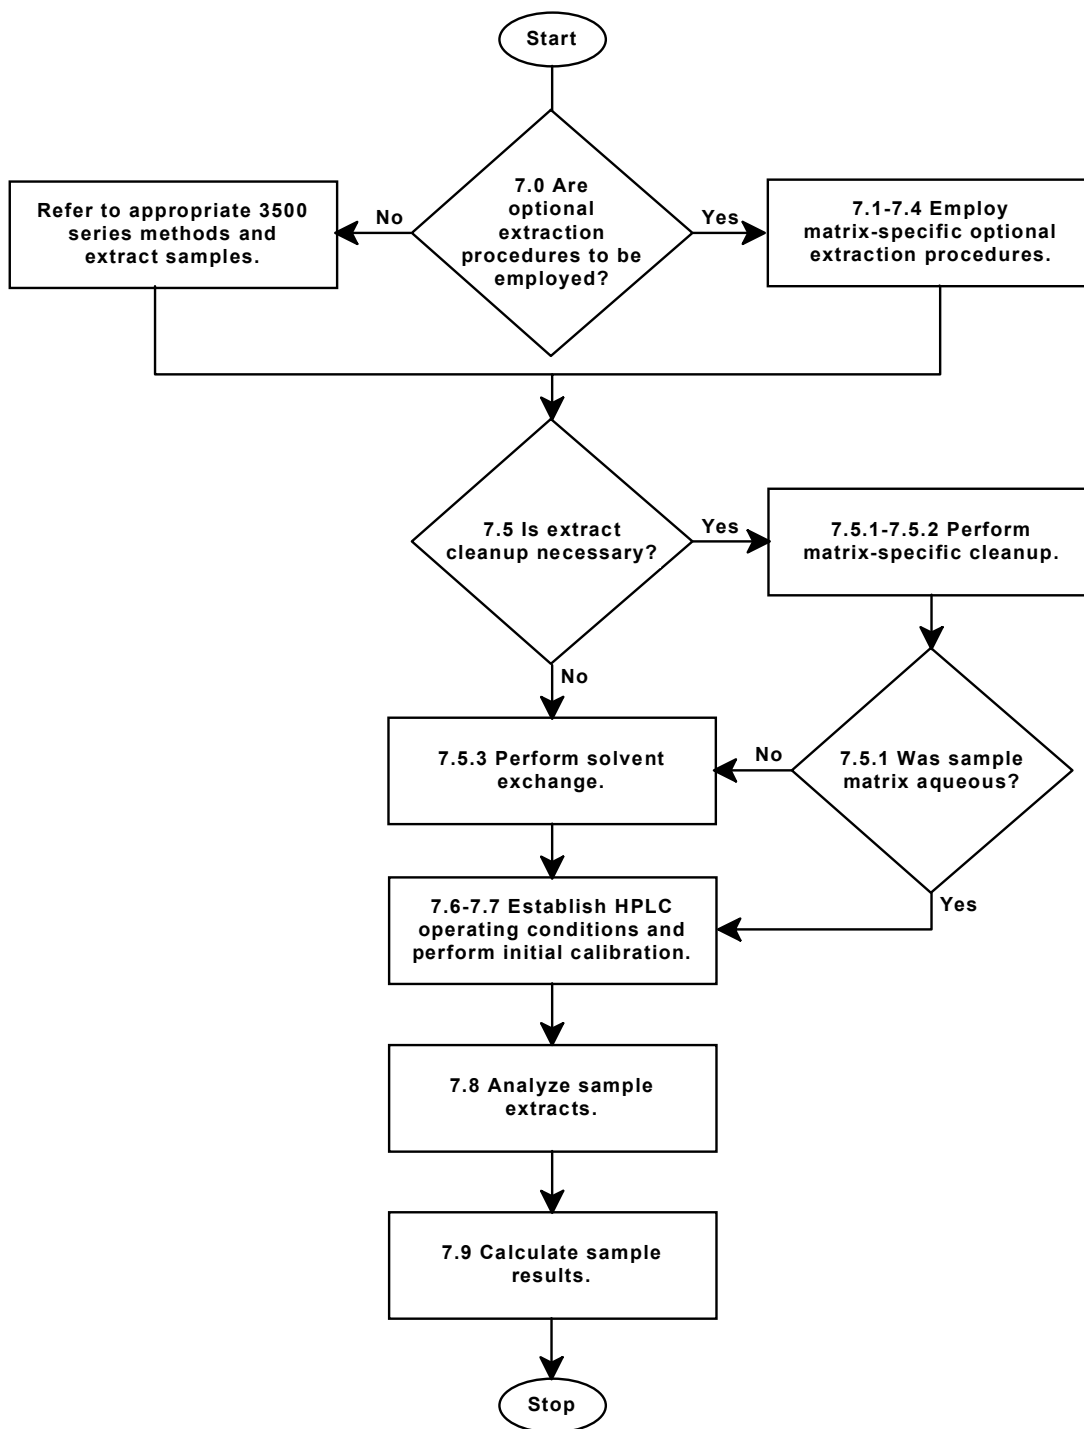 Start
7.0 Are
optional
extraction
procedures to be
employed?
No
Yes
Refer to appropriate 3500
series methods and
extract samples.
7.1-7.4 Employ
matrix-specific optional
extraction procedures.
7.5 Is extract
cleanup necessary?
Yes
7.5.1-7.5.2 Perform
matrix-specific cleanup.
No
7.5.3 Perform solvent
exchange.
No
7.5.1 Was sample
matrix aqueous?
Yes
7.6-7.7 Establish HPLC
operating conditions and
perform initial calibration.
7.8 Analyze sample
extracts.
7.9 Calculate sample
results.
Stop